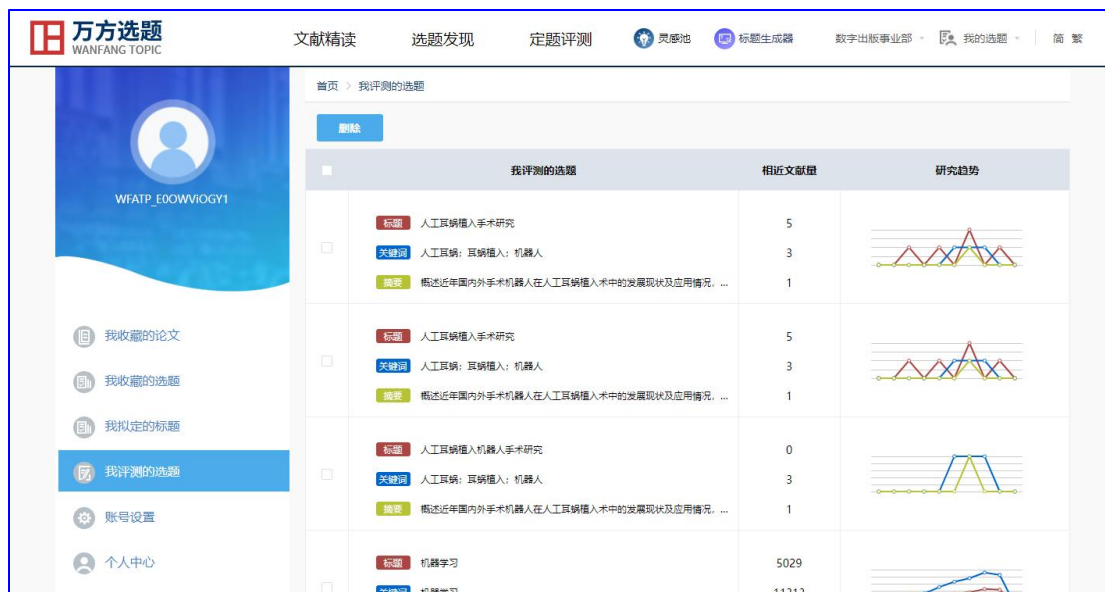 万方选题
WANFANG TOPIC
文献精读 选题发现 定题评测 灵感池 标题生成器 数字出版事业部 我的选题 简 繁
首页 > 我评测的选题
删除
WFATP_E0OWViOGY1
我收藏的论文
我收藏的选题
我拟定的标题
我评测的选题
账号设置
个人中心
我评测的选题 相近文献量 研究趋势
标题 人工耳蜗植入手术研究 5
关键词 人工耳蜗; 耳蜗植入; 机器人 3
摘要 概述近年国内外手术机器人在人工耳蜗植入术中的发展现状及应用情况, ... 1
标题 人工耳蜗植入手术研究 5
关键词 人工耳蜗; 耳蜗植入; 机器人 3
摘要 概述近年国内外手术机器人在人工耳蜗植入术中的发展现状及应用情况, ... 1
标题 人工耳蜗植入机器人手术研究 0
关键词 人工耳蜗; 耳蜗植入; 机器人 3
摘要 概述近年国内外手术机器人在人工耳蜗植入术中的发展现状及应用情况, ... 1
标题 机器学习 5029